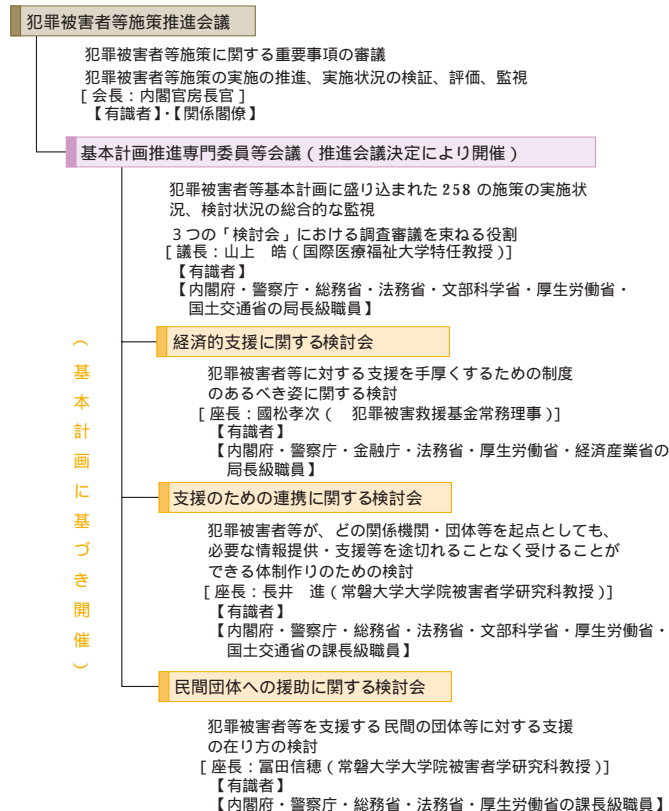 犯罪被害者等施策推進会議
犯罪被害者等施策に関する重要事項の審議
犯罪被害者等施策の実施の推進、実施状況の検証、評価、監視
[会長：内閣官房長官]
【有識者】・【関係閣僚】
基本計画推進専門委員等会議(推進会議決定により開催)
犯罪被害者等基本計画に盛り込まれた258の施策の実施状
況、検討状況の総合的な監視
３つの「検討会」における調査審議を束ねる役割
[議長：山上　皓(国際医療福祉大学特任教授)]
【有識者】
【内閣府・警察庁・総務省・法務省・文部科学省・厚生労働省・
国土交通省の局長級職員】
(基本計画に基づき開催)
経済的支援に関する検討会
犯罪被害者等に対する支援を手厚くするための制度
のあるべき姿に関する検討
[座長：國松孝次(　犯罪被害救援基金常務理事)]
【有識者】
【内閣府・警察庁・金融庁・法務省・厚生労働省・経済産業省の
局長級職員】
支援のための連携に関する検討会
犯罪被害者等が、どの関係機関・団体等を起点としても、
必要な情報提供・支援等を途切れることなく受けることが
できる体制作りのための検討
[座長：長井　進(常磐大学大学院被害者学研究科教授)]
【有識者】
【内閣府・警察庁・総務省・法務省・文部科学省・厚生労働省・
国土交通省の課長級職員】
民間団体への援助に関する検討会
犯罪被害者等を支援する民間の団体等に対する支援
の在り方の検討
[座長：冨田信穂(常磐大学大学院被害者学研究科教授)]
【有識者】
【内閣府・警察庁・総務省・法務省・厚生労働省の課長級職員】